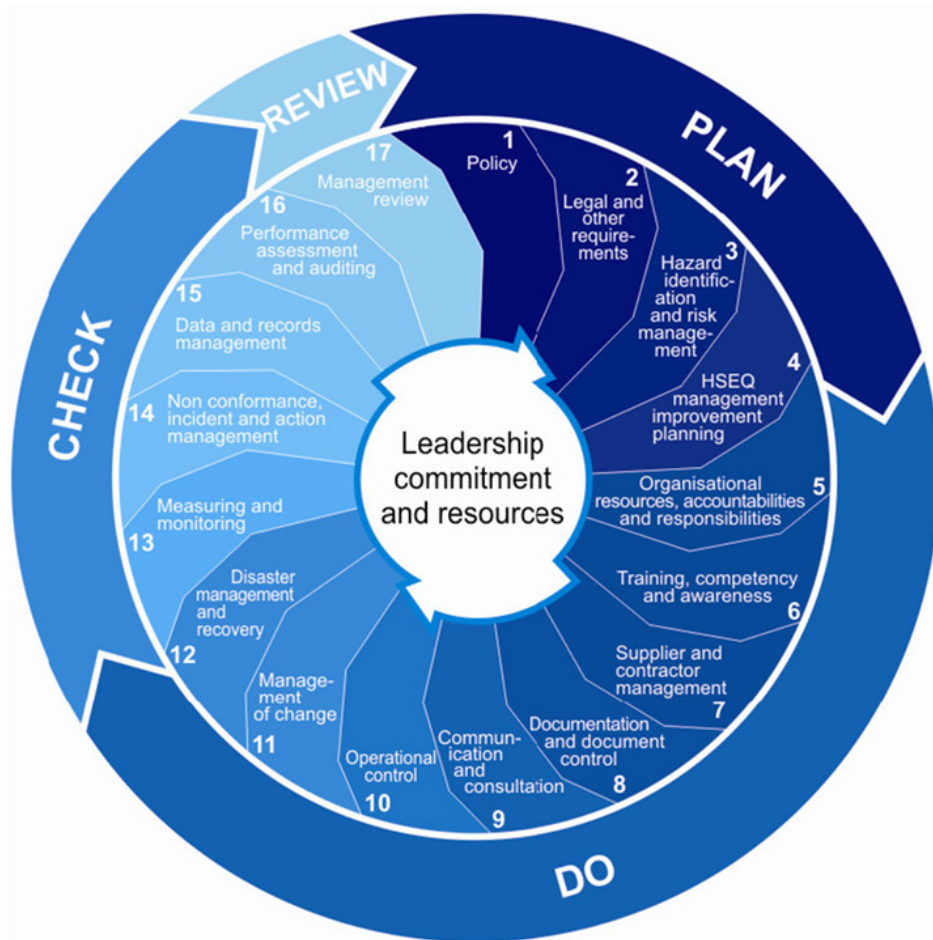 REVIEW
PLAN
DO
CHECK
1
Policy
2
Legal and
other
require-
ments
3
Hazard
identific-
ation
and risk
manage-
ment
4
HSEQ
management
improvement
planning
5
Organisational
resources, accountabilities
and responsibilities
6
Training, competency
and awareness
7
Supplier and
contractor
management
8
Documentation
and document
control
9
Commun-
ication
and
consultation
10
Operational
control
11
Manage-
ment
of change
12
Disaster
management
and
recovery
13
Measuring and
monitoring
14
Non conformance,
incident and action
management
15
Data and records
management
16
Performance
assessment
and auditing
17
Management
review
Leadership
commitment
and resources